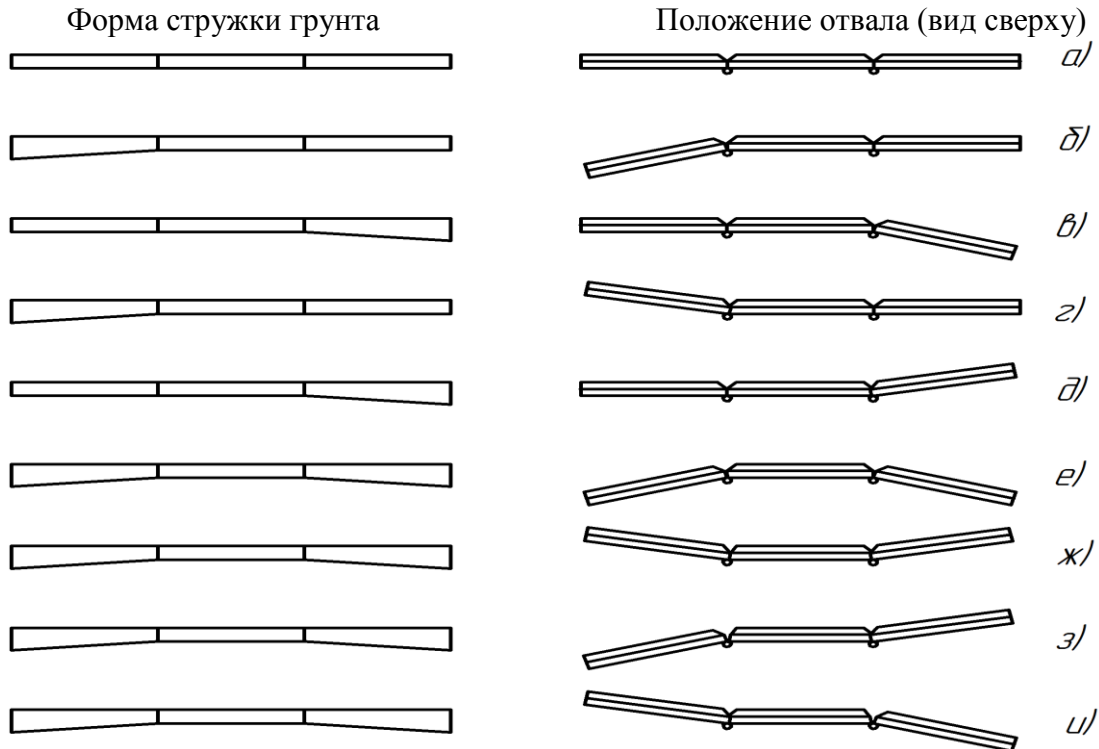 Форма стружки грунта
Положение отвала (вид сверху)
а)
б)
в)
г)
д)
е)
ж)
з)
и)